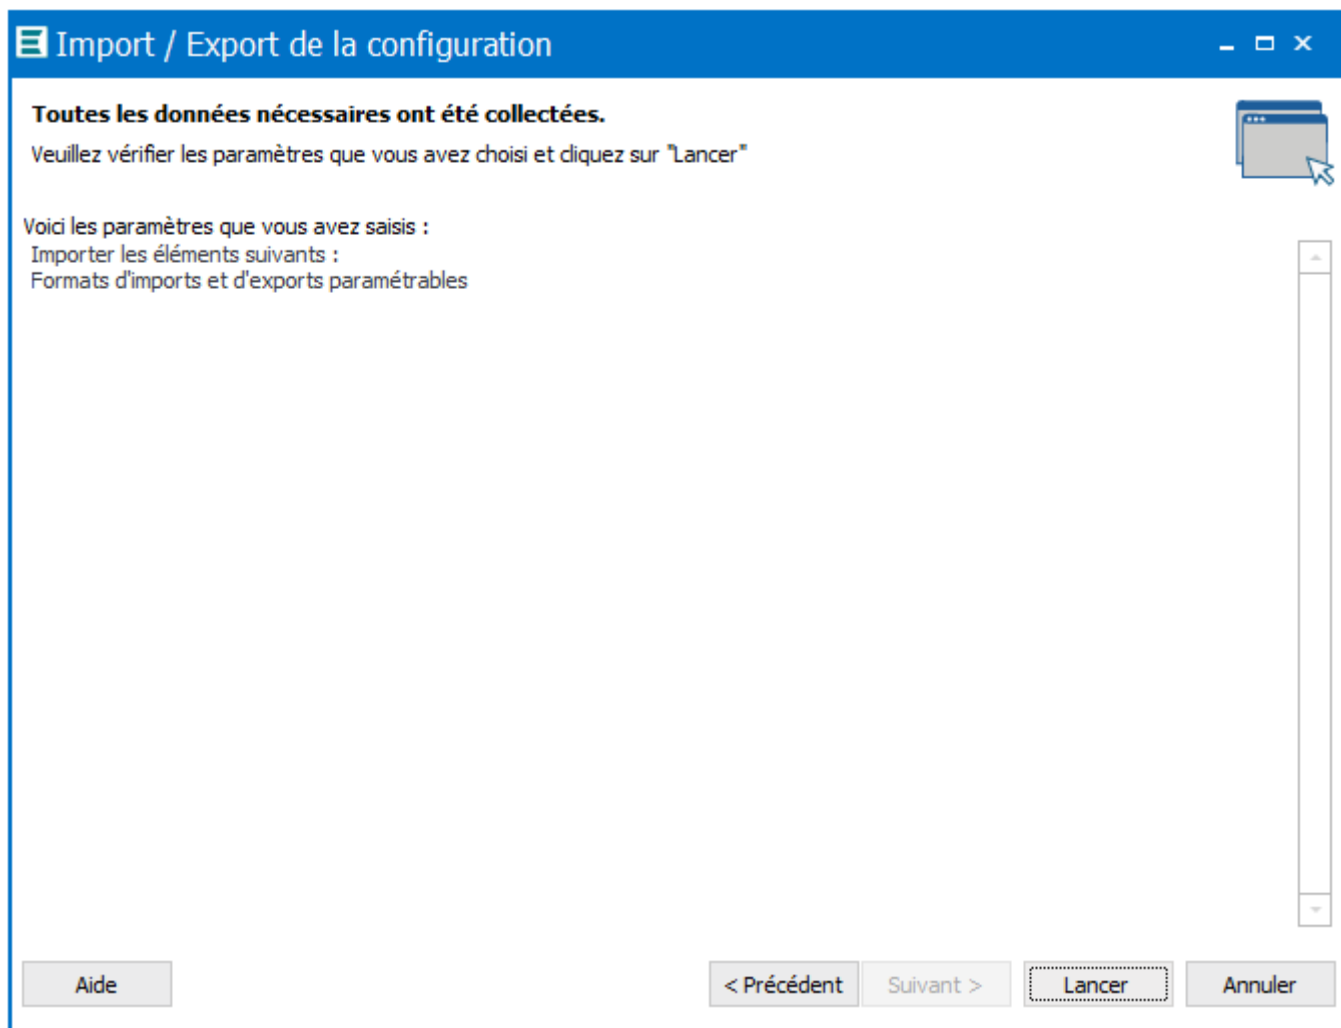 Import / Export de la configuration
Toutes les données nécessaires ont été collectées.
Veuillez vérifier les paramètres que vous avez choisi et cliquez sur "Lancer"
Voici les paramètres que vous avez saisis :
Importer les éléments suivants :
Formats d'imports et d'exports paramétrables
Aide
< Précédent
Suivant >
Lancer
Annuler